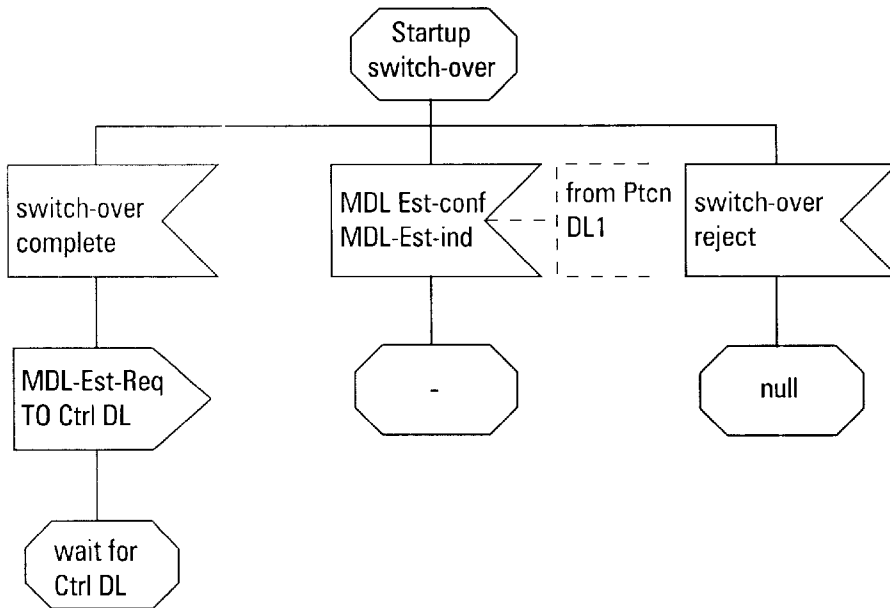 Startup
switch-over
switch-over
complete
MDL Est-conf
MDL-Est-ind
from Ptcn
DL1
switch-over
reject
MDL-Est-Req
TO Ctrl DL
-
null
wait for
Ctrl DL